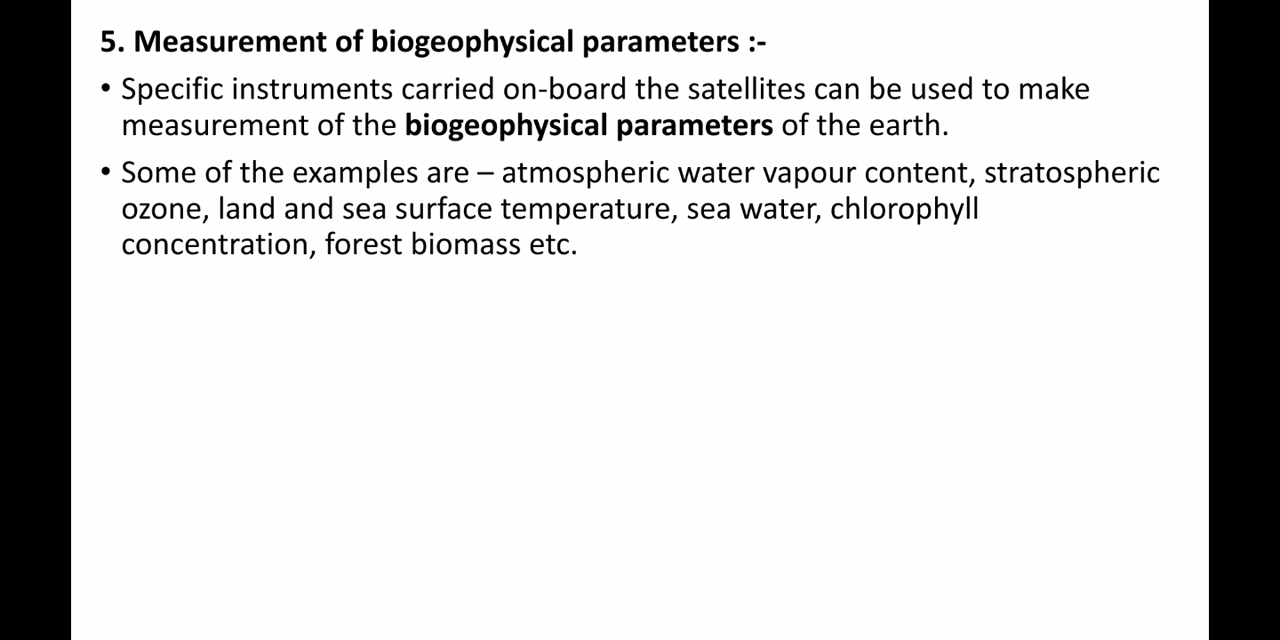 5. Measurement of biogeophysical parameters :-
• Specific instruments carried on-board the satellites can be used to make
measurement of the biogeophysical parameters of the earth.
• Some of the examples are – atmospheric water vapour content, stratospheric
ozone, land and sea surface temperature, sea water, chlorophyll
concentration, forest biomass etc.